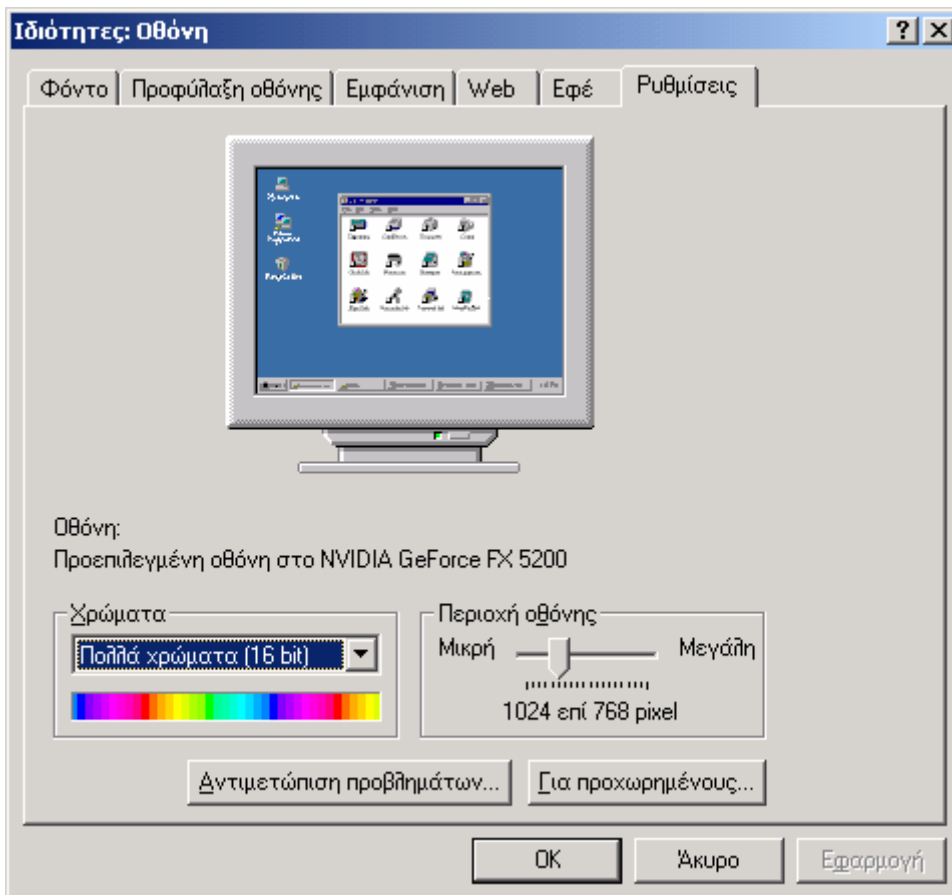 Ιδιότητες: Οθόνη
Φόντο Προφύλαξη οθόνης Εμφάνιση Web Εφέ Ρυθμίσεις
Οθόνη:
Προεπιλεγμένη οθόνη στο NVIDIA GeForce FX 5200
Χρώματα
Πολλά χρώματα (16 bit)
Περιοχή οθόνης
Μικρή Μεγάλη
1024 επί 768 pixel
Αντιμετώπιση προβλημάτων... Για προχωρημένους...
OK Άκυρο Εφαρμογή